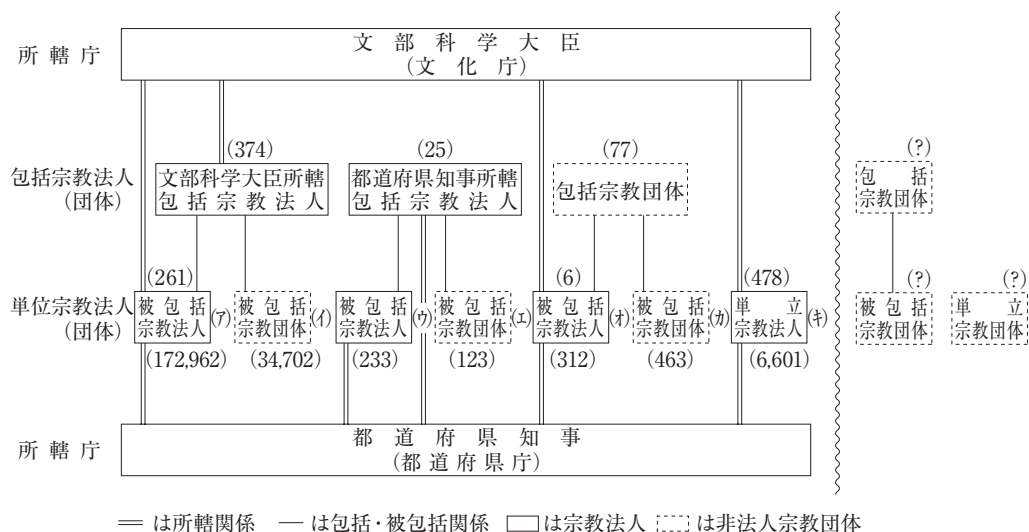 所轄庁
文部科学大臣
(文化庁)
包括宗教法人
(団体)
(374)
文部科学大臣所轄
包括宗教法人
(25)
都道府県知事所轄
包括宗教法人
(77)
包括宗教団体
(?)
包括
宗教団体
単位宗教法人
(団体)
(261)
被包括
宗教法人
(ア)
(172,962)
被包括
宗教団体
(イ)
(34,702)
被包括
宗教法人
(ウ)
(233)
被包括
宗教団体
(エ)
(123)
(6)
被包括
宗教法人
(オ)
(312)
被包括
宗教団体
(カ)
(463)
(478)
単立
宗教法人
(キ)
(6,601)
(?)
被包括
宗教団体
(?)
単立
宗教団体
所轄庁
都道府県知事
(都道府県庁)
は所轄関係 は包括・被包括関係 は宗教法人 は非法人宗教団体